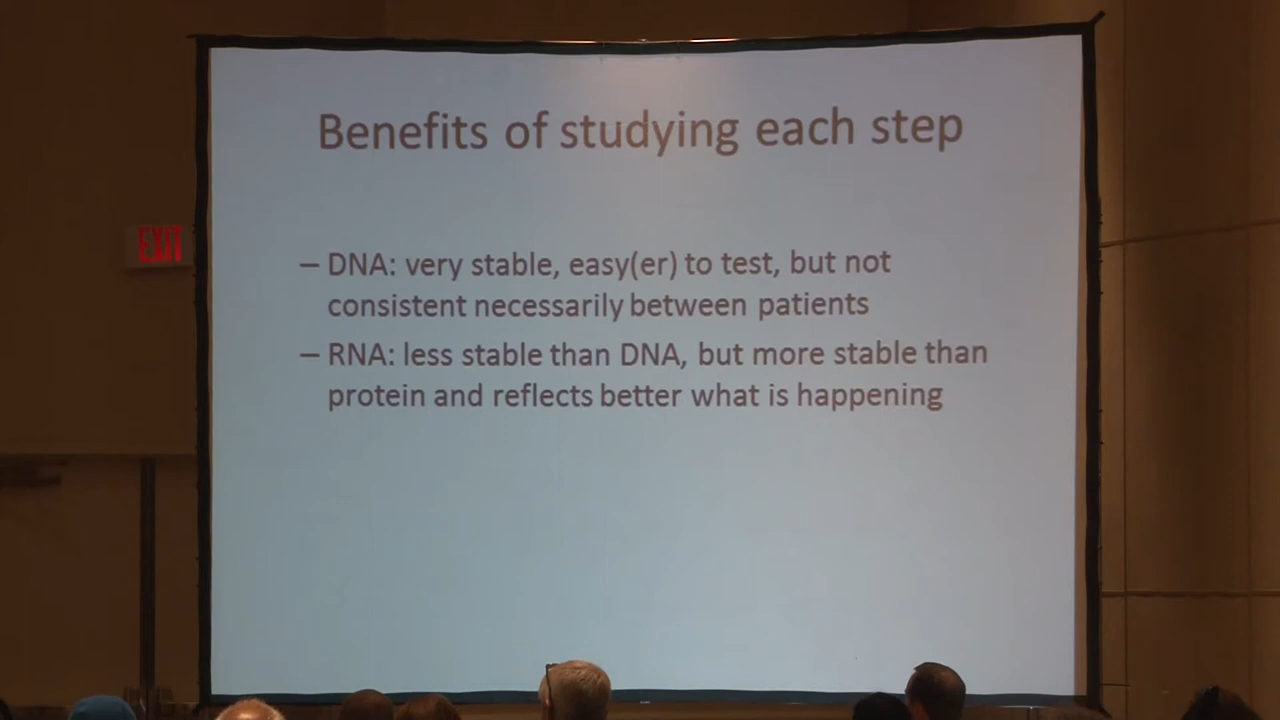 Benefits of studying each step
EXIT
– DNA: very stable, easy(er) to test, but not
consistent necessarily between patients
– RNA: less stable than DNA, but more stable than
protein and reflects better what is happening